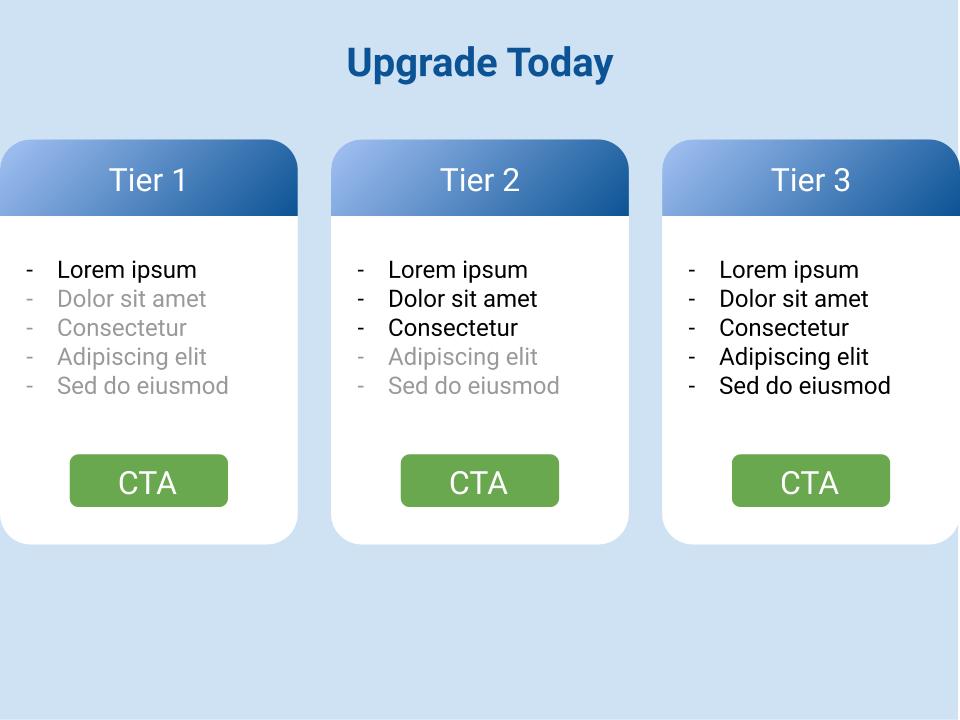 Upgrade Today
Tier 1
- Lorem ipsum
- Dolor sit amet
- Consectetur
- Adipiscing elit
- Sed do eiusmod
CTA
Tier 2
- Lorem ipsum
- Dolor sit amet
- Consectetur
- Adipiscing elit
- Sed do eiusmod
CTA
Tier 3
- Lorem ipsum
- Dolor sit amet
- Consectetur
- Adipiscing elit
- Sed do eiusmod
CTA